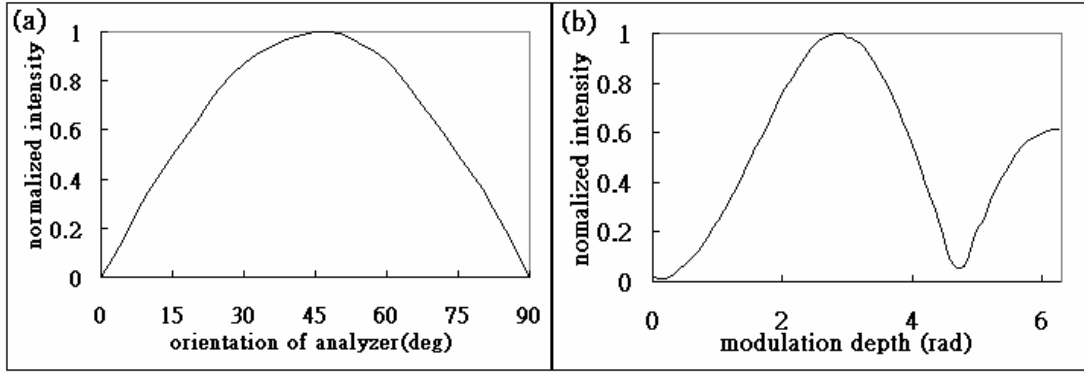 (a)
normalized intensity
1
0.8
0.6
0.4
0.2
0
0 15 30 45 60 75 90
orientation of analyzer(deg)
(b)
nomalized intensity
1
0.8
0.6
0.4
0.2
0
0 2 4 6
modulation depth (rad)